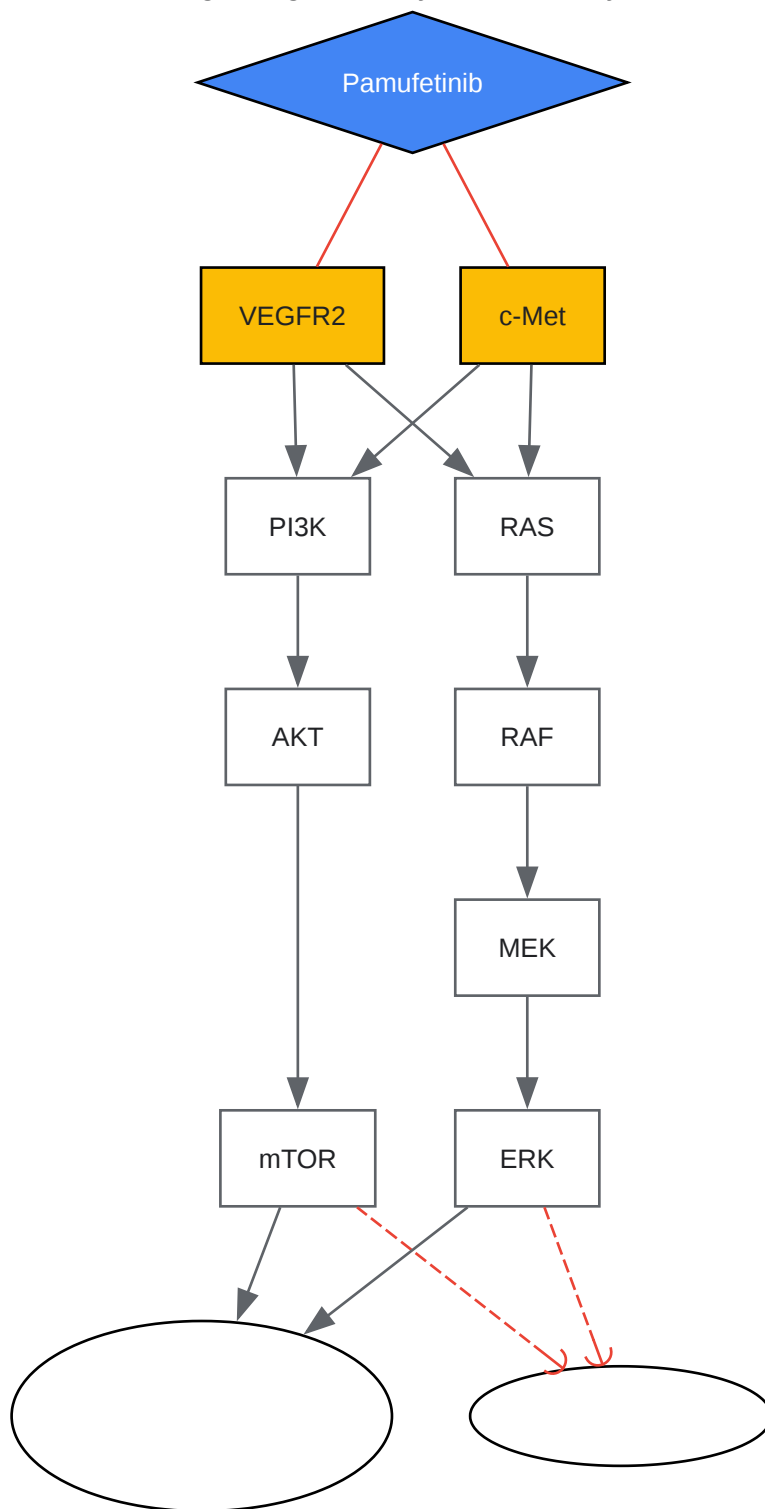 Pamufetinib
VEGFR2
c-Met
PI3K
RAS
AKT
RAF
MEK
mTOR
ERK